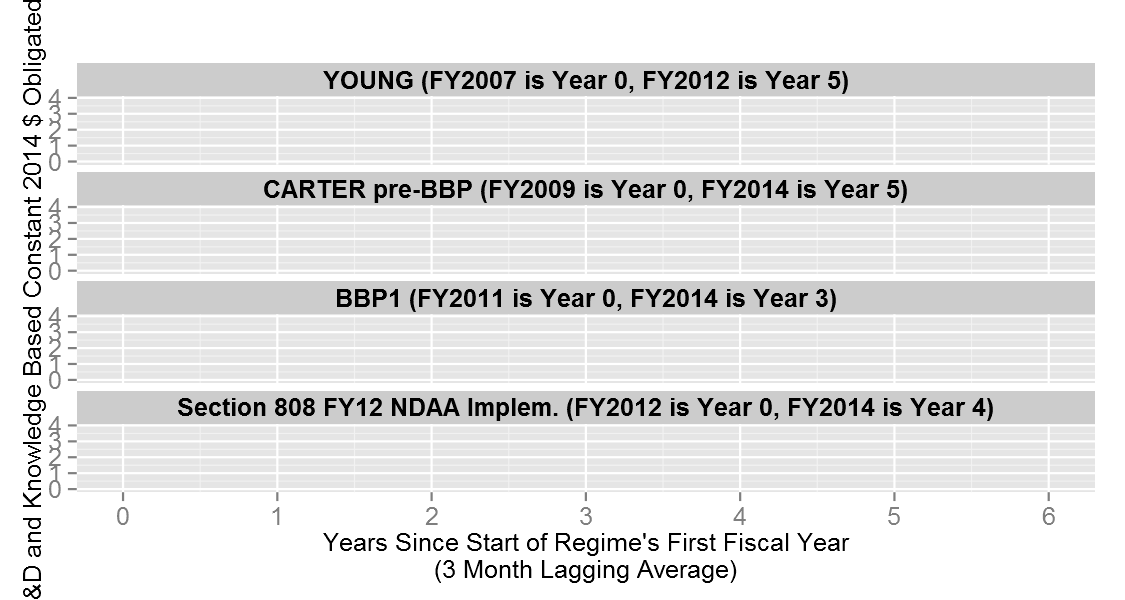 &D and Knowledge Based Constant 2014 $ Obligated
YOUNG (FY2007 is Year 0, FY2012 is Year 5)
4
3
2
1
0
CARTER pre-BBP (FY2009 is Year 0, FY2014 is Year 5)
4
3
2
1
0
BBP1 (FY2011 is Year 0, FY2014 is Year 3)
4
3
2
1
0
Section 808 FY12 NDAA Implem. (FY2012 is Year 0, FY2014 is Year 4)
4
3
2
1
0
0 1 2 3 4 5 6
Years Since Start of Regime's First Fiscal Year
(3 Month Lagging Average)